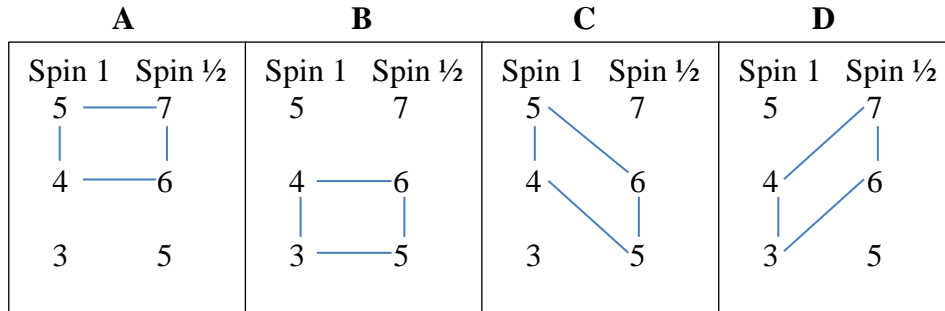 A B C D
Spin 1 Spin ½ Spin 1 Spin ½ Spin 1 Spin ½ Spin 1 Spin ½
5 7 5 7 5 7 5 7
4 6 4 6 4 6 4 6
3 5 3 5 3 5 3 5